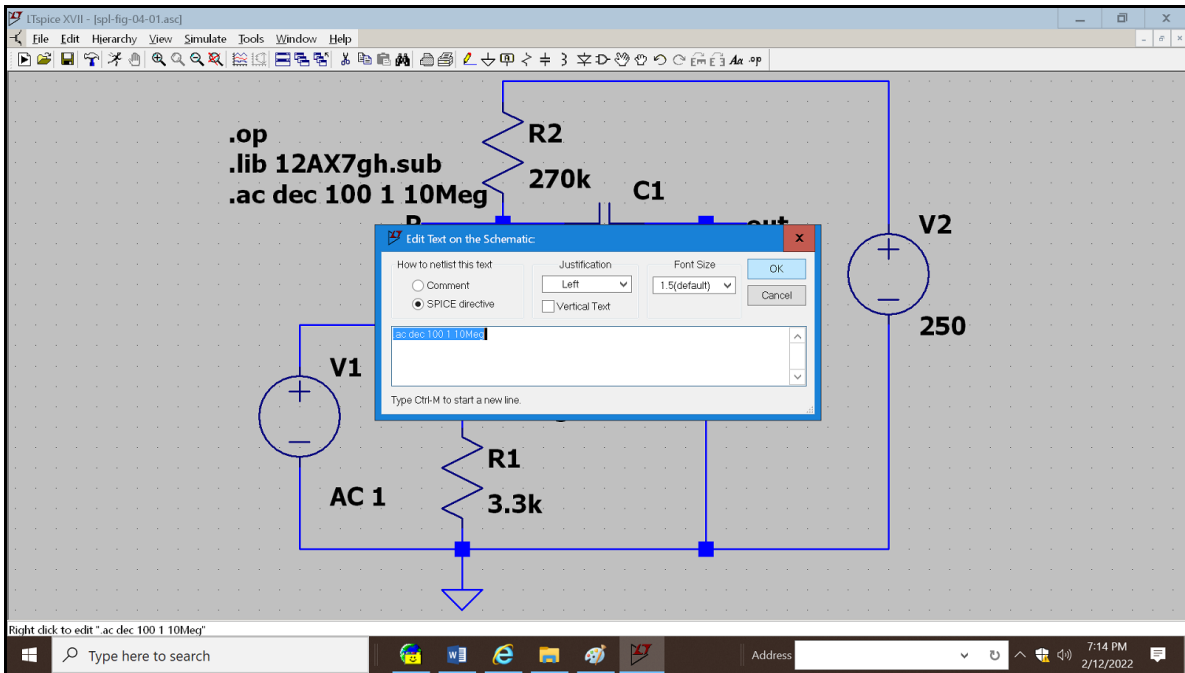 LTspice XVII - [spl-fig-04-01.asc]
File Edit Hierarchy View Simulate Tools Window Help
Aa .op
.op
.lib 12AX7gh.sub
.ac dec 100 1 10Meg
R2
270k
C1
V2
250
Edit Text on the Schematic:
How to netlist this text
Comment
SPICE directive
Justification
Left
Vertical Text
Font Size
1.5(default)
OK
Cancel
.ac dec 100 1 10Meg
Type Ctrl-M to start a new line.
V1
AC 1
R1
3.3k
Right click to edit ".ac dec 100 1 10Meg"
Type here to search
Address
7:14 PM
2/12/2022